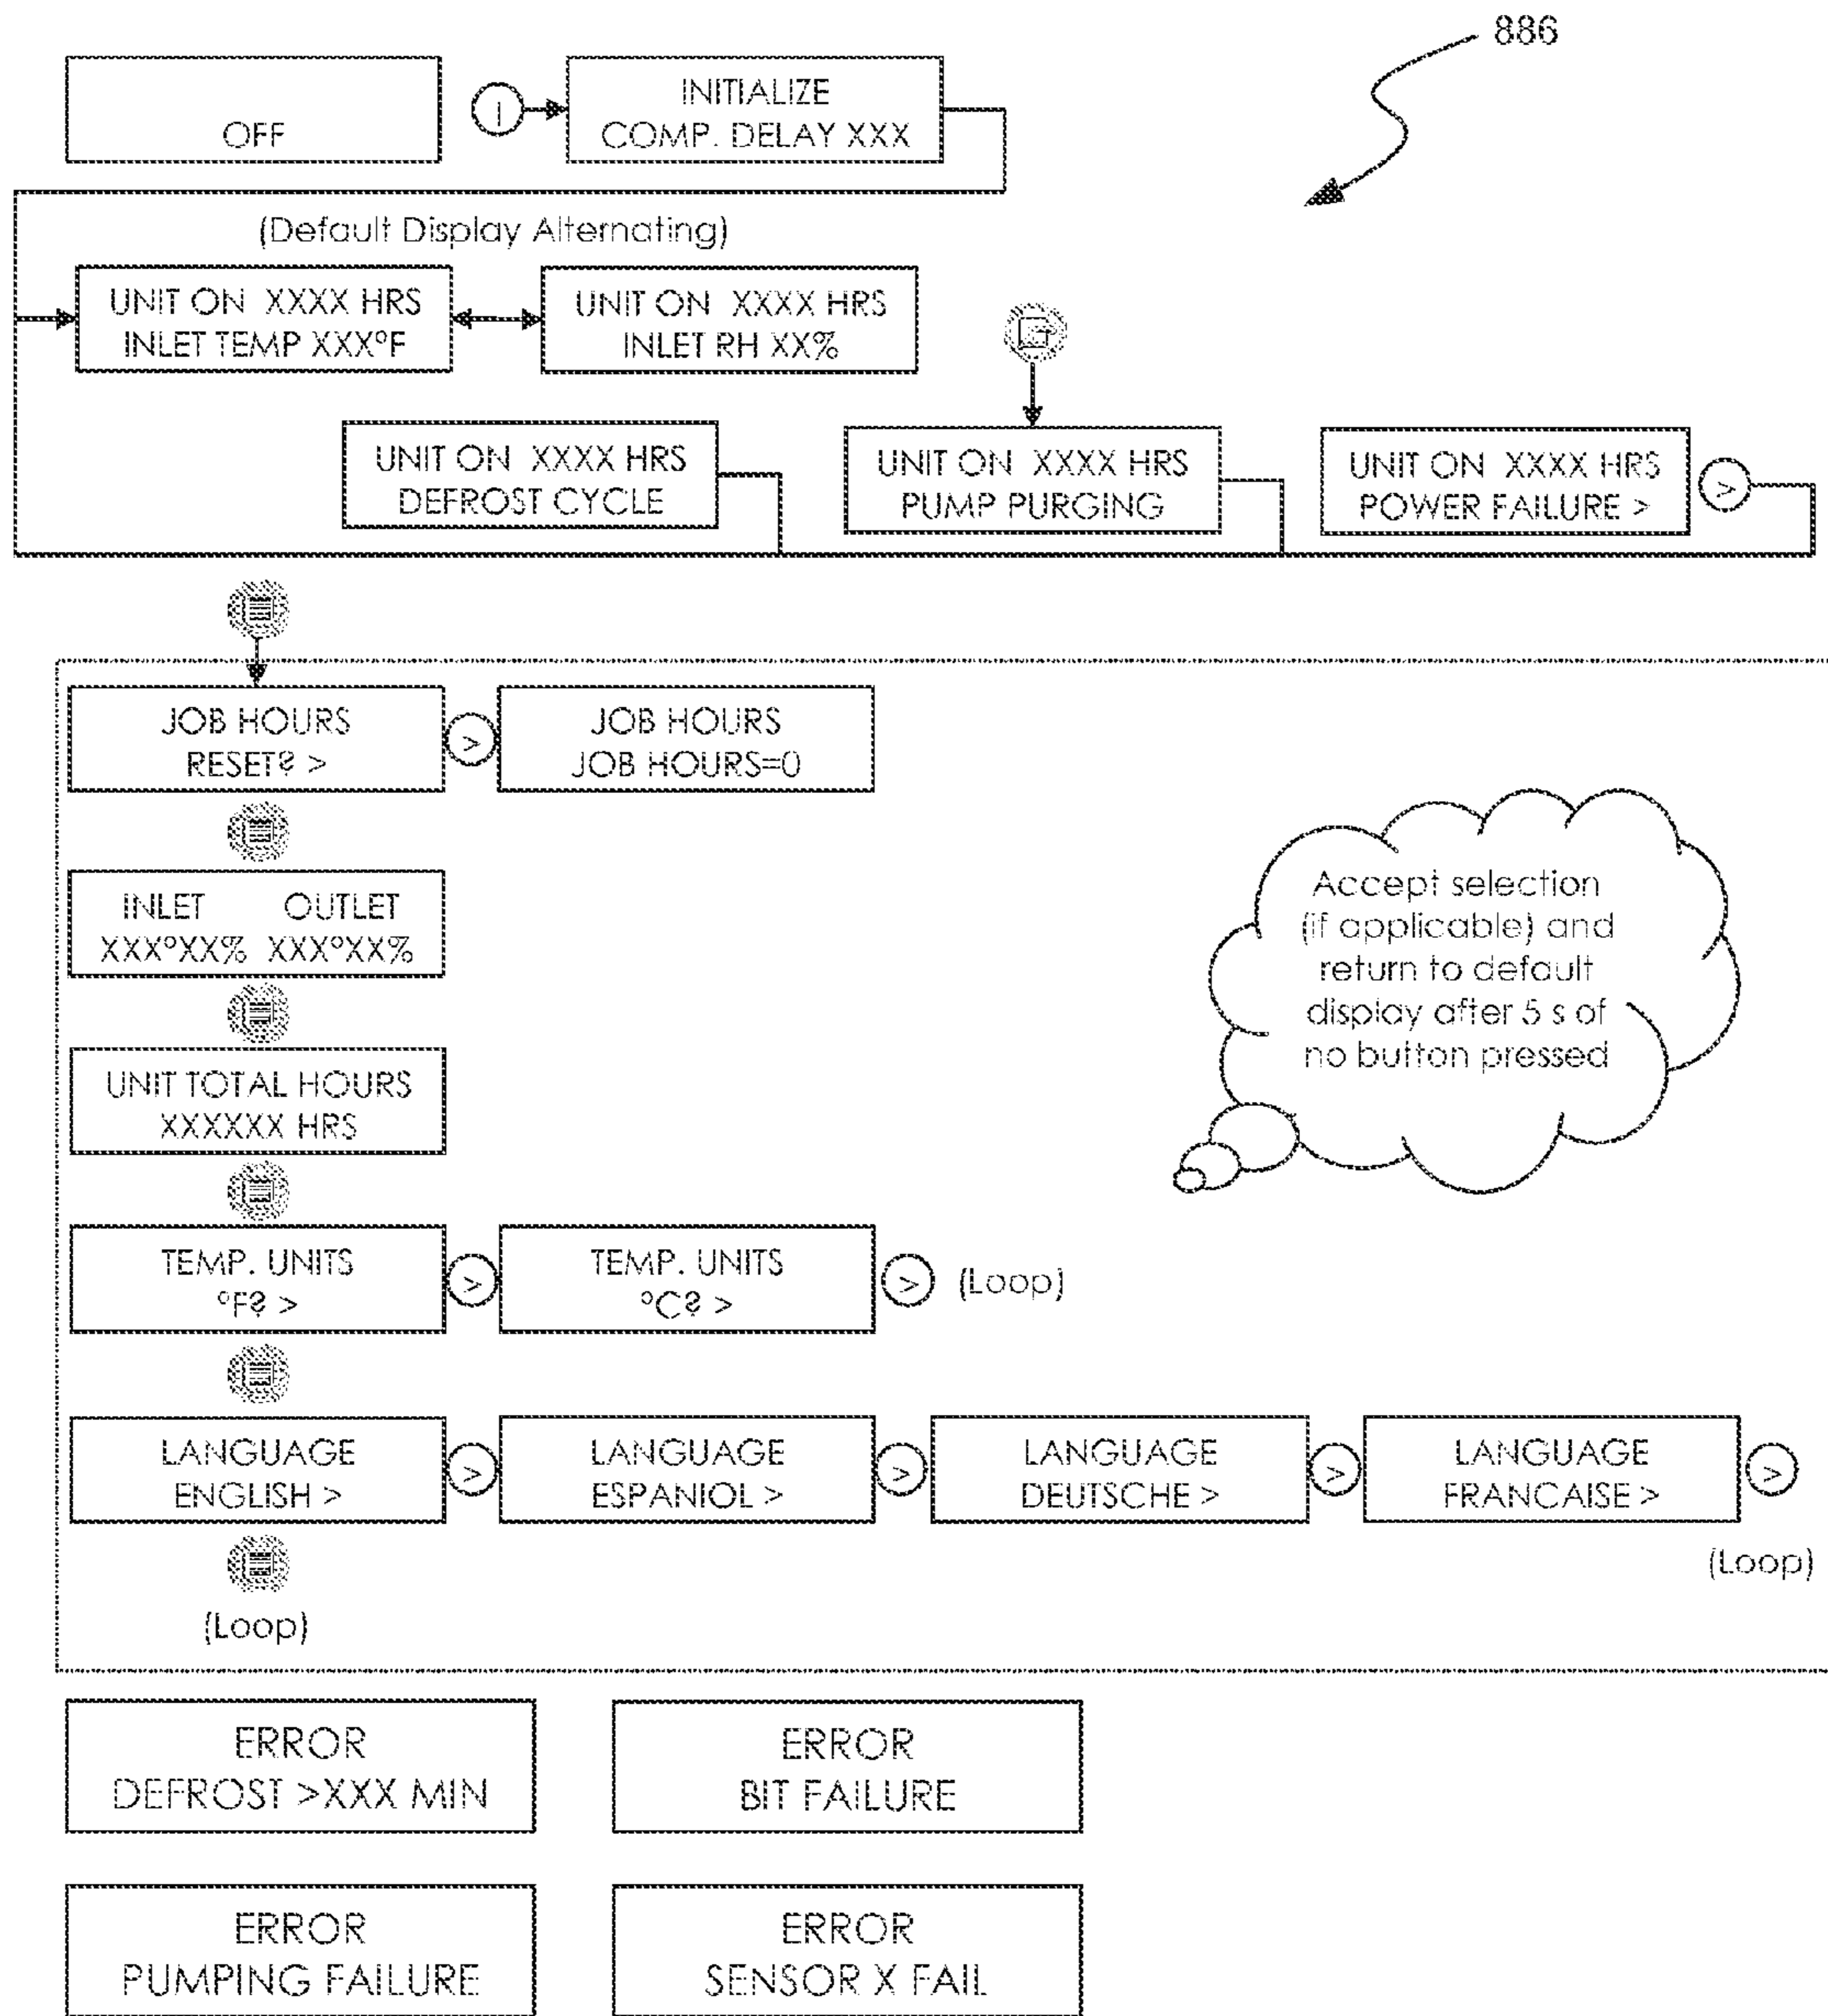 886
OFF
INITIALIZE
COMP. DELAY XXX
(Default Display Alternating)
UNIT ON XXXX HRS
INLET TEMP XXX°F
UNIT ON XXXX HRS
INLET RH XX%
UNIT ON XXXX HRS
DEFROST CYCLE
UNIT ON XXXX HRS
PUMP PURGING
UNIT ON XXXX HRS
POWER FAILURE >
>
JOB HOURS
RESET? >
>
JOB HOURS
JOB HOURS=0
INLET OUTLET
XXX°XX% XXX°XX%
UNIT TOTAL HOURS
XXXXXX HRS
Accept selection
(if applicable) and
return to default
display after 5 s of
no button pressed
TEMP. UNITS
°F? >
>
TEMP. UNITS
°C? >
>
(Loop)
LANGUAGE
ENGLISH >
>
LANGUAGE
ESPANIOL >
>
LANGUAGE
DEUTSCHE >
>
LANGUAGE
FRANCAISE >
>
(Loop)
(Loop)
ERROR
DEFROST >XXX MIN
ERROR
BIT FAILURE
ERROR
PUMPING FAILURE
ERROR
SENSOR X FAIL